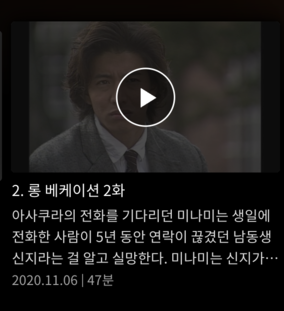 2. 롱 베케이션 2화
아사쿠라의 전화를 기다리던 미나미는 생일에
전화한 사람이 5년 동안 연락이 끊겼던 남동생
신지라는 걸 알고 실망한다. 미나미는 신지가…
2020.11.06 | 47분